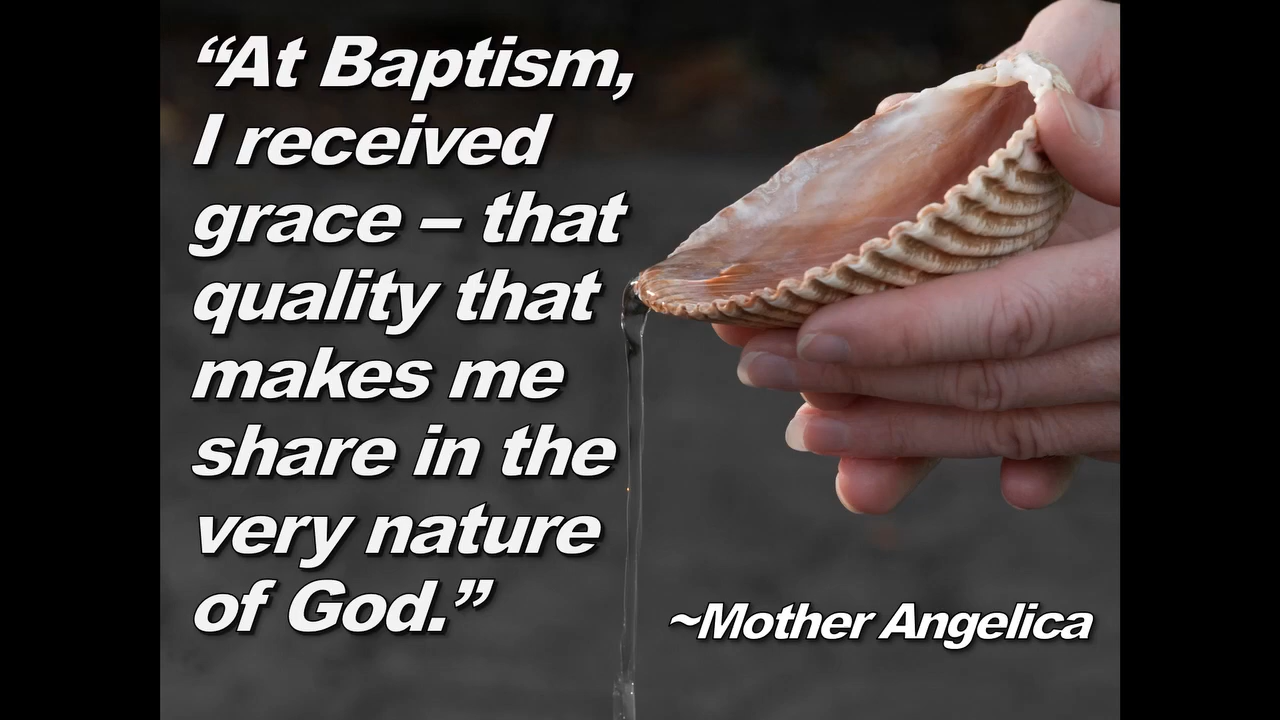 “At Baptism,
I received
grace – that
quality that
makes me
share in the
very nature
of God.”
~Mother Angelica